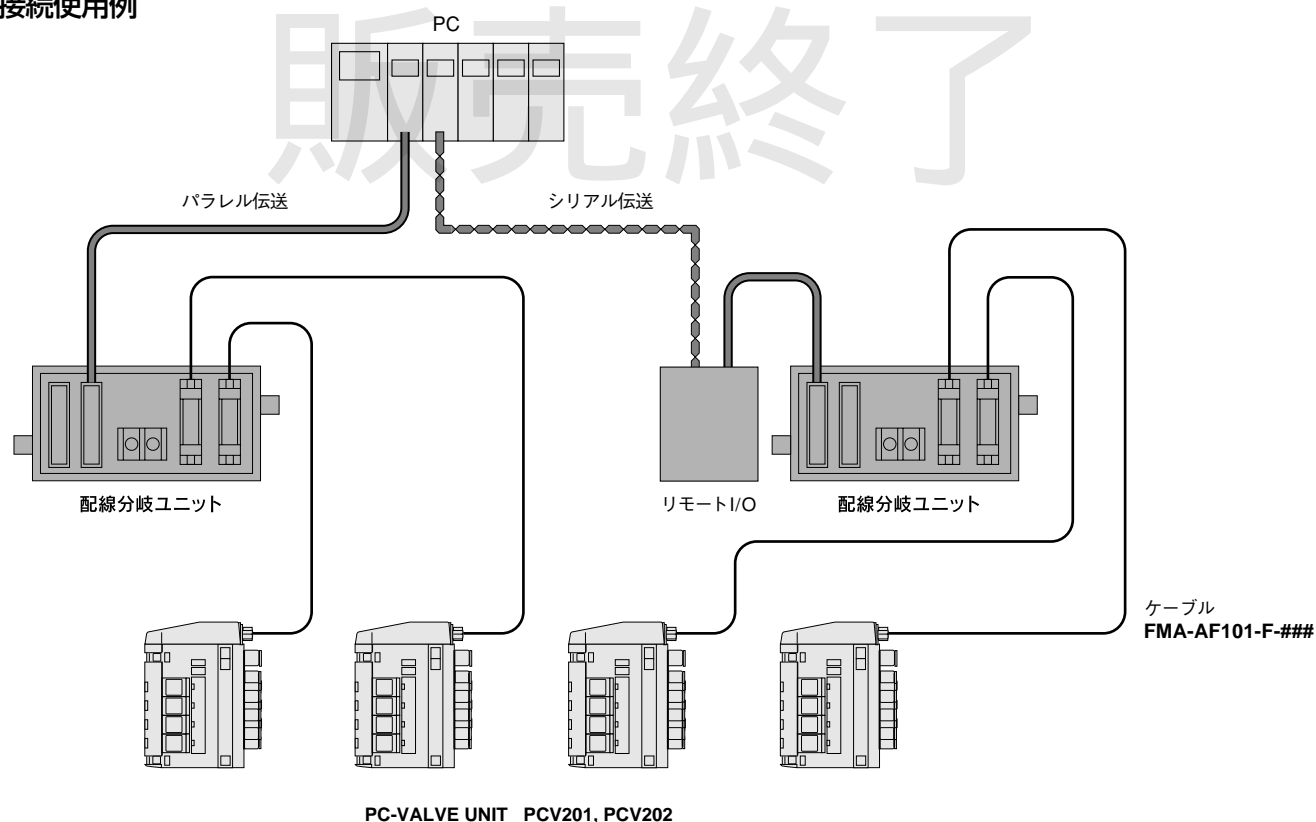 接続使用例
販売終了
PC
パラレル伝送
シリアル伝送
配線分岐ユニット
リモートI/O
配線分岐ユニット
ケーブル
FMA-AF101-F-###
PC-VALVE UNIT PCV201, PCV202